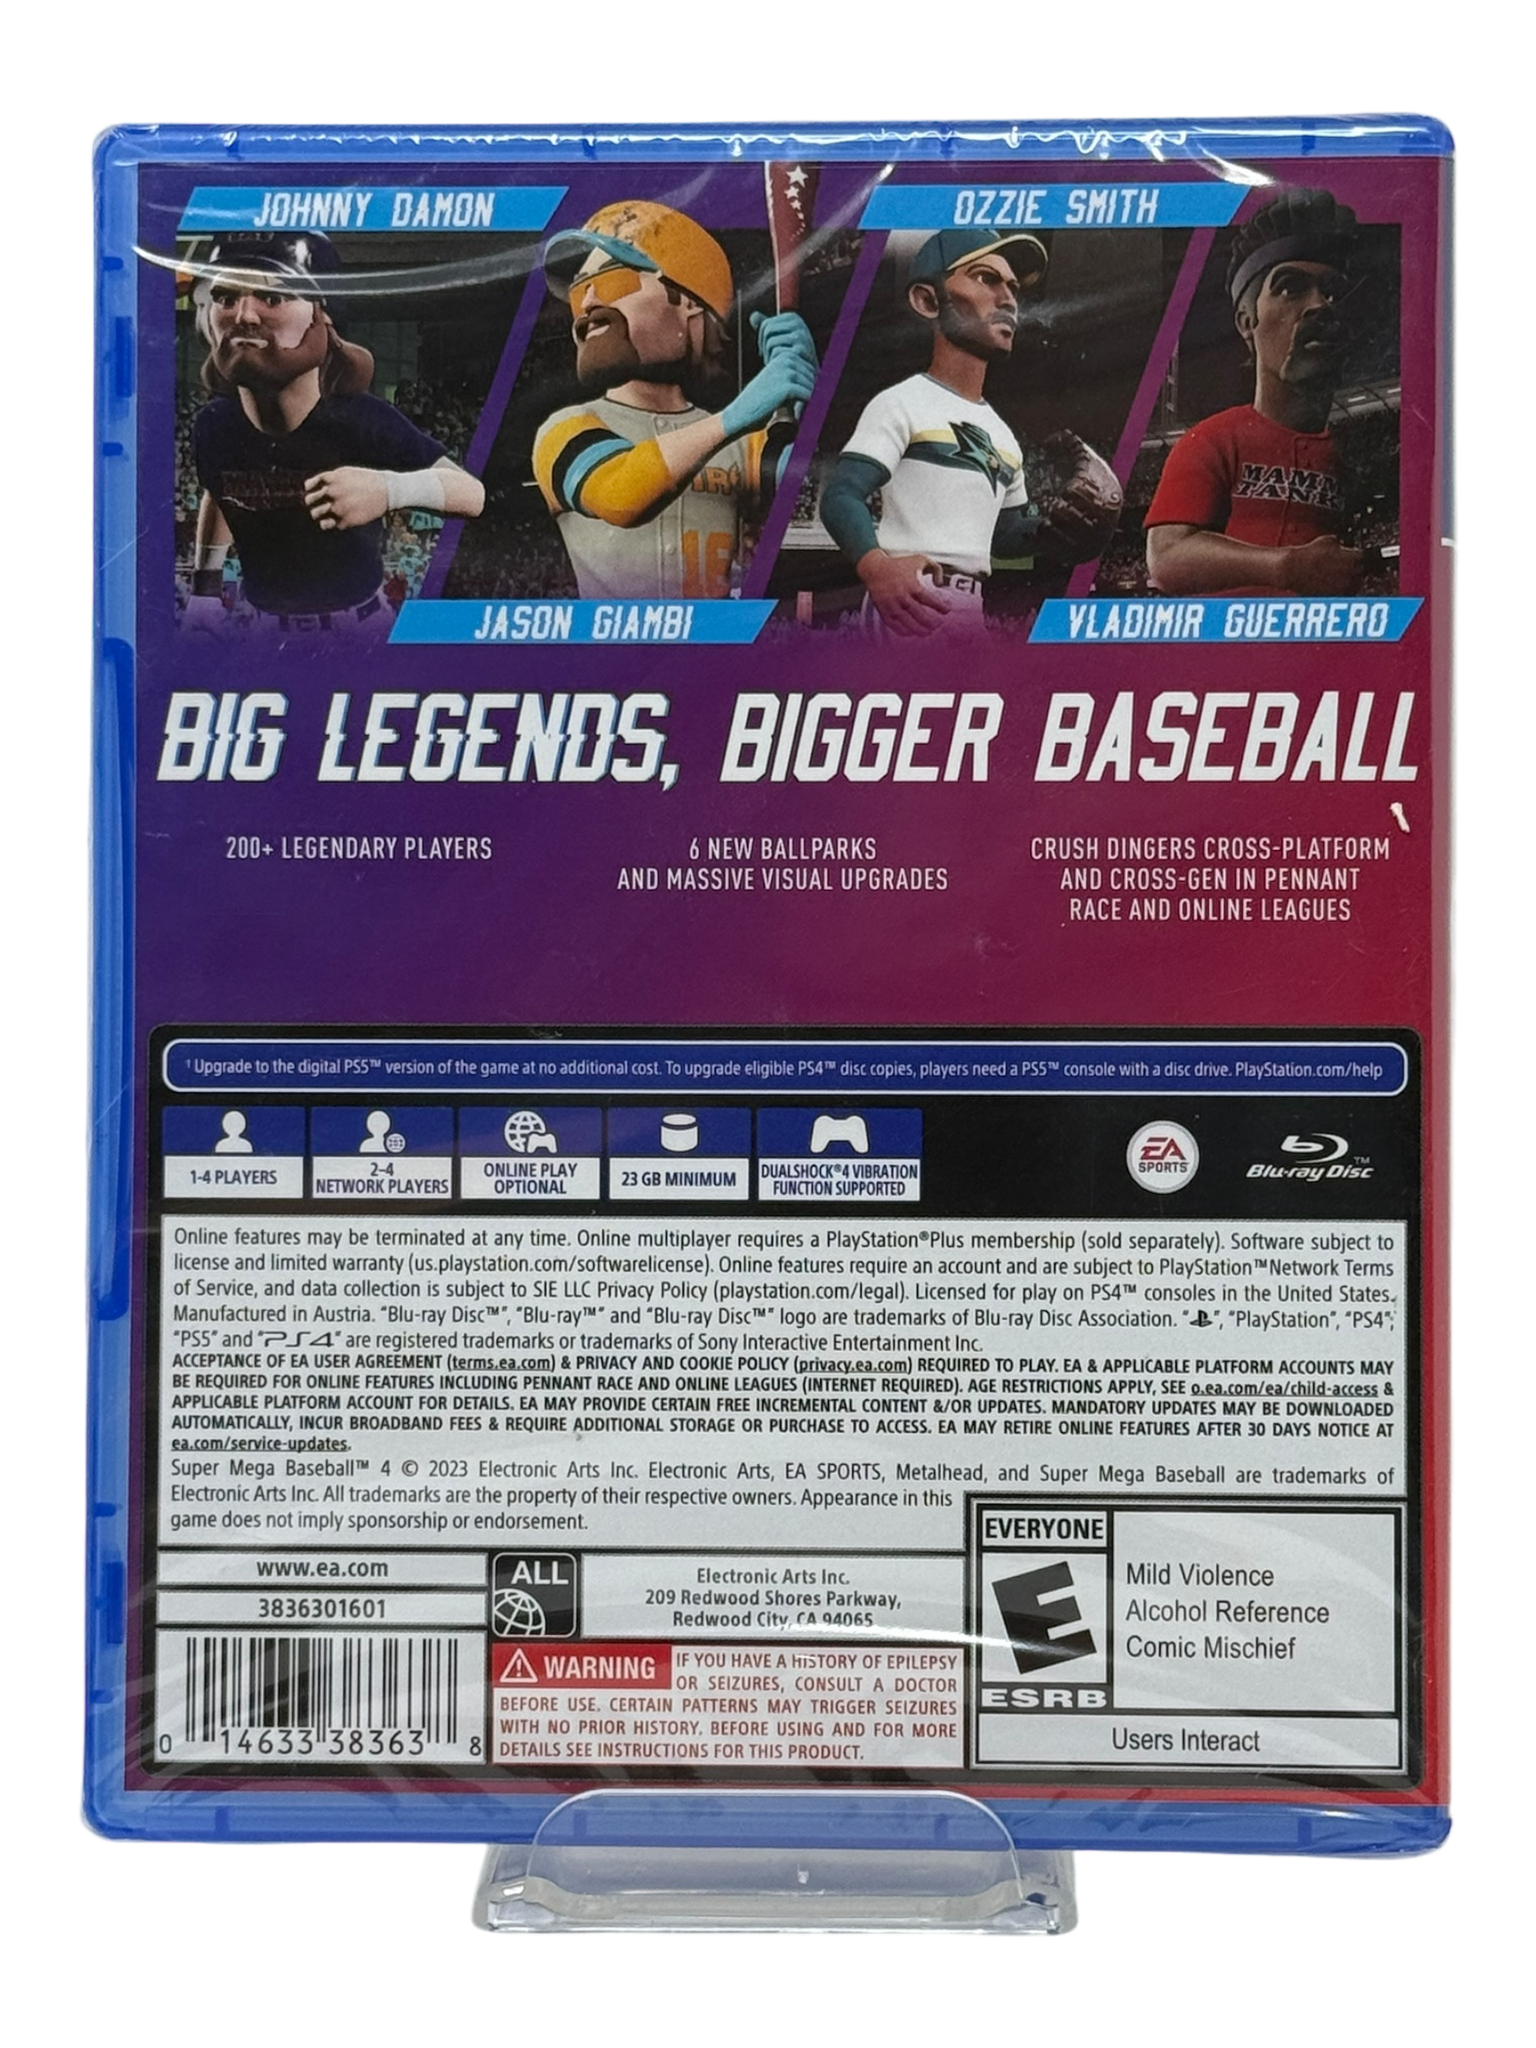 JOHNNY DAMON
OZZIE SMITH
16
MAMM
TANK
JASON GIAMBI
VLADIMIR GUERRERO
BIG LEGENDS, BIGGER BASEBALL
200+ LEGENDARY PLAYERS
6 NEW BALLPARKS
AND MASSIVE VISUAL UPGRADES
CRUSH DINGERS CROSS-PLATFORM
AND CROSS-GEN IN PENNANT
RACE AND ONLINE LEAGUES
¹ Upgrade to the digital PS5™ version of the game at no additional cost. To upgrade eligible PS4™ disc copies, players need a PS5™ console with a disc drive. PlayStation.com/help
1-4 PLAYERS
2-4
NETWORK PLAYERS
ONLINE PLAY
OPTIONAL
23 GB MINIMUM
DUALSHOCK®4 VIBRATION
FUNCTION SUPPORTED
EA
SPORTS™
Blu-ray Disc™
Online features may be terminated at any time. Online multiplayer requires a PlayStation®Plus membership (sold separately). Software subject to
license and limited warranty (us.playstation.com/softwarelicense). Online features require an account and are subject to PlayStation™Network Terms
of Service, and data collection is subject to SIE LLC Privacy Policy (playstation.com/legal). Licensed for play on PS4™ consoles in the United States.
Manufactured in Austria. “Blu-ray Disc™”, “Blu-ray™” and “Blu-ray Disc™” logo are trademarks of Blu-ray Disc Association. “ ”, “PlayStation”, “PS4”,
“PS5” and “PS4” are registered trademarks or trademarks of Sony Interactive Entertainment Inc.
ACCEPTANCE OF EA USER AGREEMENT (terms.ea.com) & PRIVACY AND COOKIE POLICY (privacy.ea.com) REQUIRED TO PLAY. EA & APPLICABLE PLATFORM ACCOUNTS MAY
BE REQUIRED FOR ONLINE FEATURES INCLUDING PENNANT RACE AND ONLINE LEAGUES (INTERNET REQUIRED). AGE RESTRICTIONS APPLY, SEE o.ea.com/ea/child-access &
APPLICABLE PLATFORM ACCOUNT FOR DETAILS. EA MAY PROVIDE CERTAIN FREE INCREMENTAL CONTENT &/OR UPDATES. MANDATORY UPDATES MAY BE DOWNLOADED
AUTOMATICALLY, INCUR BROADBAND FEES & REQUIRE ADDITIONAL STORAGE OR PURCHASE TO ACCESS. EA MAY RETIRE ONLINE FEATURES AFTER 30 DAYS NOTICE AT
ea.com/service-updates.
Super Mega Baseball™ 4 © 2023 Electronic Arts Inc. Electronic Arts, EA SPORTS, Metalhead, and Super Mega Baseball are trademarks of
Electronic Arts Inc. All trademarks are the property of their respective owners. Appearance in this
game does not imply sponsorship or endorsement.
www.ea.com
3836301601
ALL
Electronic Arts Inc.
209 Redwood Shores Parkway,
Redwood City, CA 94065
0 14633 38363 8
WARNING IF YOU HAVE A HISTORY OF EPILEPSY
OR SEIZURES, CONSULT A DOCTOR
BEFORE USE. CERTAIN PATTERNS MAY TRIGGER SEIZURES
WITH NO PRIOR HISTORY. BEFORE USING AND FOR MORE
DETAILS SEE INSTRUCTIONS FOR THIS PRODUCT.
EVERYONE
E
ESRB
Mild Violence
Alcohol Reference
Comic Mischief
Users Interact